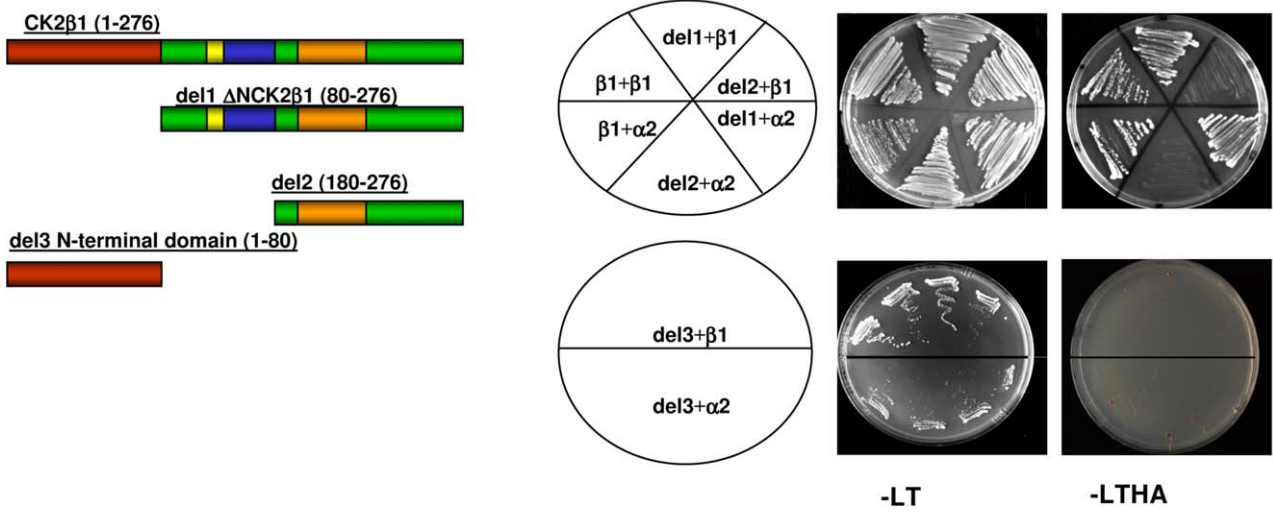 CK2β1 (1-276)
del1 ΔNCK2β1 (80-276)
del2 (180-276)
del3 N-terminal domain (1-80)
del1+β1
β1+β1
del2+β1
β1+α2
del1+α2
del2+α2
del3+β1
del3+α2
-LT
-LTHA